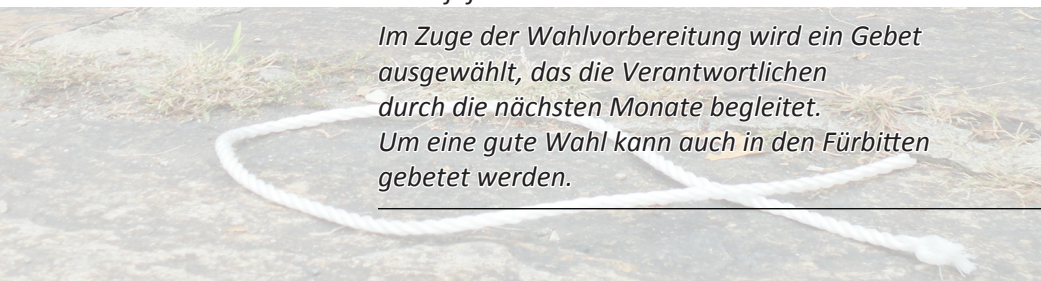 Im Zuge der Wahlvorbereitung wird ein Gebet
ausgewählt, das die Verantwortlichen
durch die nächsten Monate begleitet.
Um eine gute Wahl kann auch in den Fürbitten
gebetet werden.